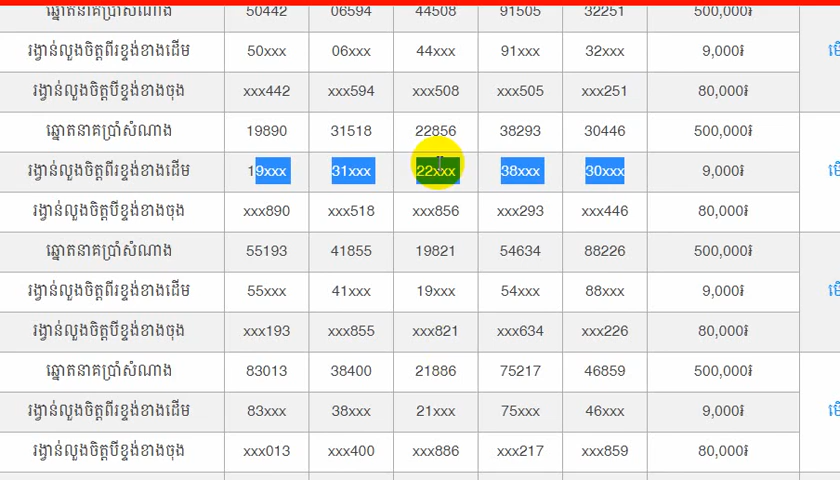 ឆ្នោតនាគប្រាំសំណាង 50442 06594 44508 91505 32251 500,000៛
រង្វាន់លួងចិត្តពីរខ្ទង់ខាងដើម 50xxx 06xxx 44xxx 91xxx 32xxx 9,000៛
រង្វាន់លួងចិត្តបីខ្ទង់ខាងចុង xxx442 xxx594 xxx508 xxx505 xxx251 80,000៛
ឆ្នោតនាគប្រាំសំណាង 19890 31518 22856 38293 30446 500,000៛
រង្វាន់លួងចិត្តពីរខ្ទង់ខាងដើម 19xxx 31xxx 22xxx 38xxx 30xxx 9,000៛
រង្វាន់លួងចិត្តបីខ្ទង់ខាងចុង xxx890 xxx518 xxx856 xxx293 xxx446 80,000៛
ឆ្នោតនាគប្រាំសំណាង 55193 41855 19821 54634 88226 500,000៛
រង្វាន់លួងចិត្តពីរខ្ទង់ខាងដើម 55xxx 41xxx 19xxx 54xxx 88xxx 9,000៛
រង្វាន់លួងចិត្តបីខ្ទង់ខាងចុង xxx193 xxx855 xxx821 xxx634 xxx226 80,000៛
ឆ្នោតនាគប្រាំសំណាង 83013 38400 21886 75217 46859 500,000៛
រង្វាន់លួងចិត្តពីរខ្ទង់ខាងដើម 83xxx 38xxx 21xxx 75xxx 46xxx 9,000៛
រង្វាន់លួងចិត្តបីខ្ទង់ខាងចុង xxx013 xxx400 xxx886 xxx217 xxx859 80,000៛